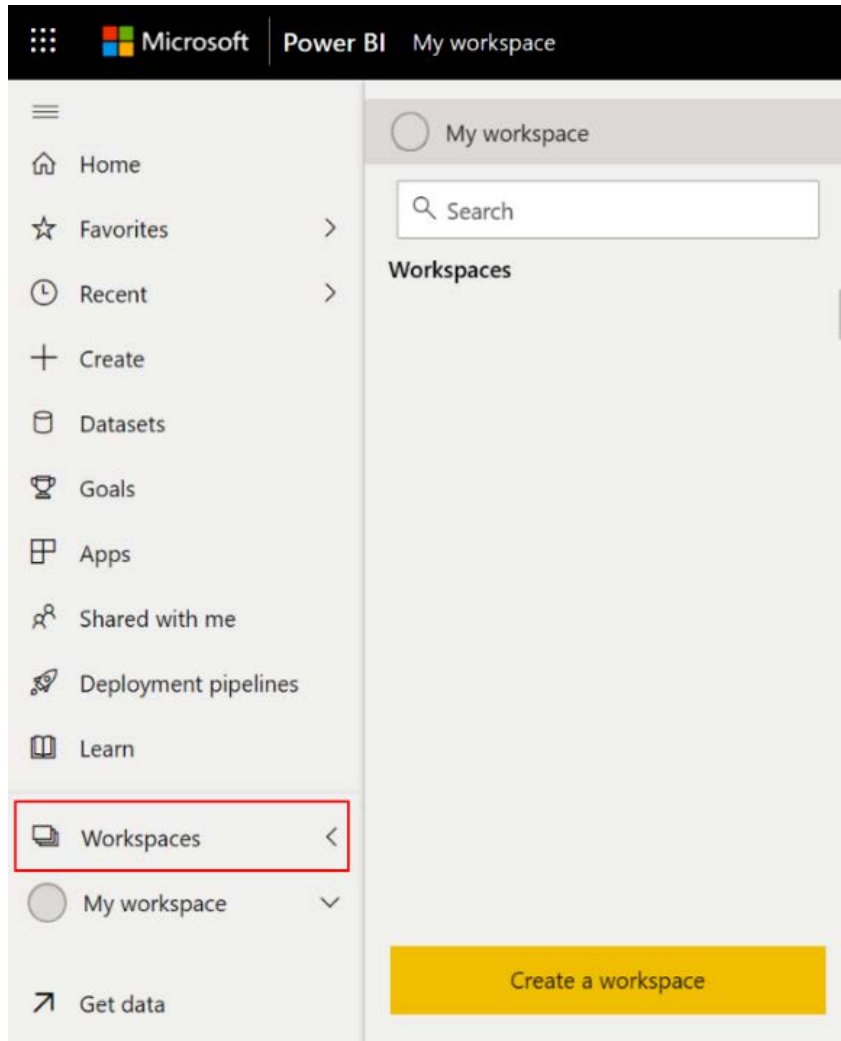 Microsoft Power BI My workspace
Home
Favorites
Recent
Create
Datasets
Goals
Apps
Shared with me
Deployment pipelines
Learn
Workspaces
My workspace
Get data
My workspace
Search
Workspaces
Create a workspace